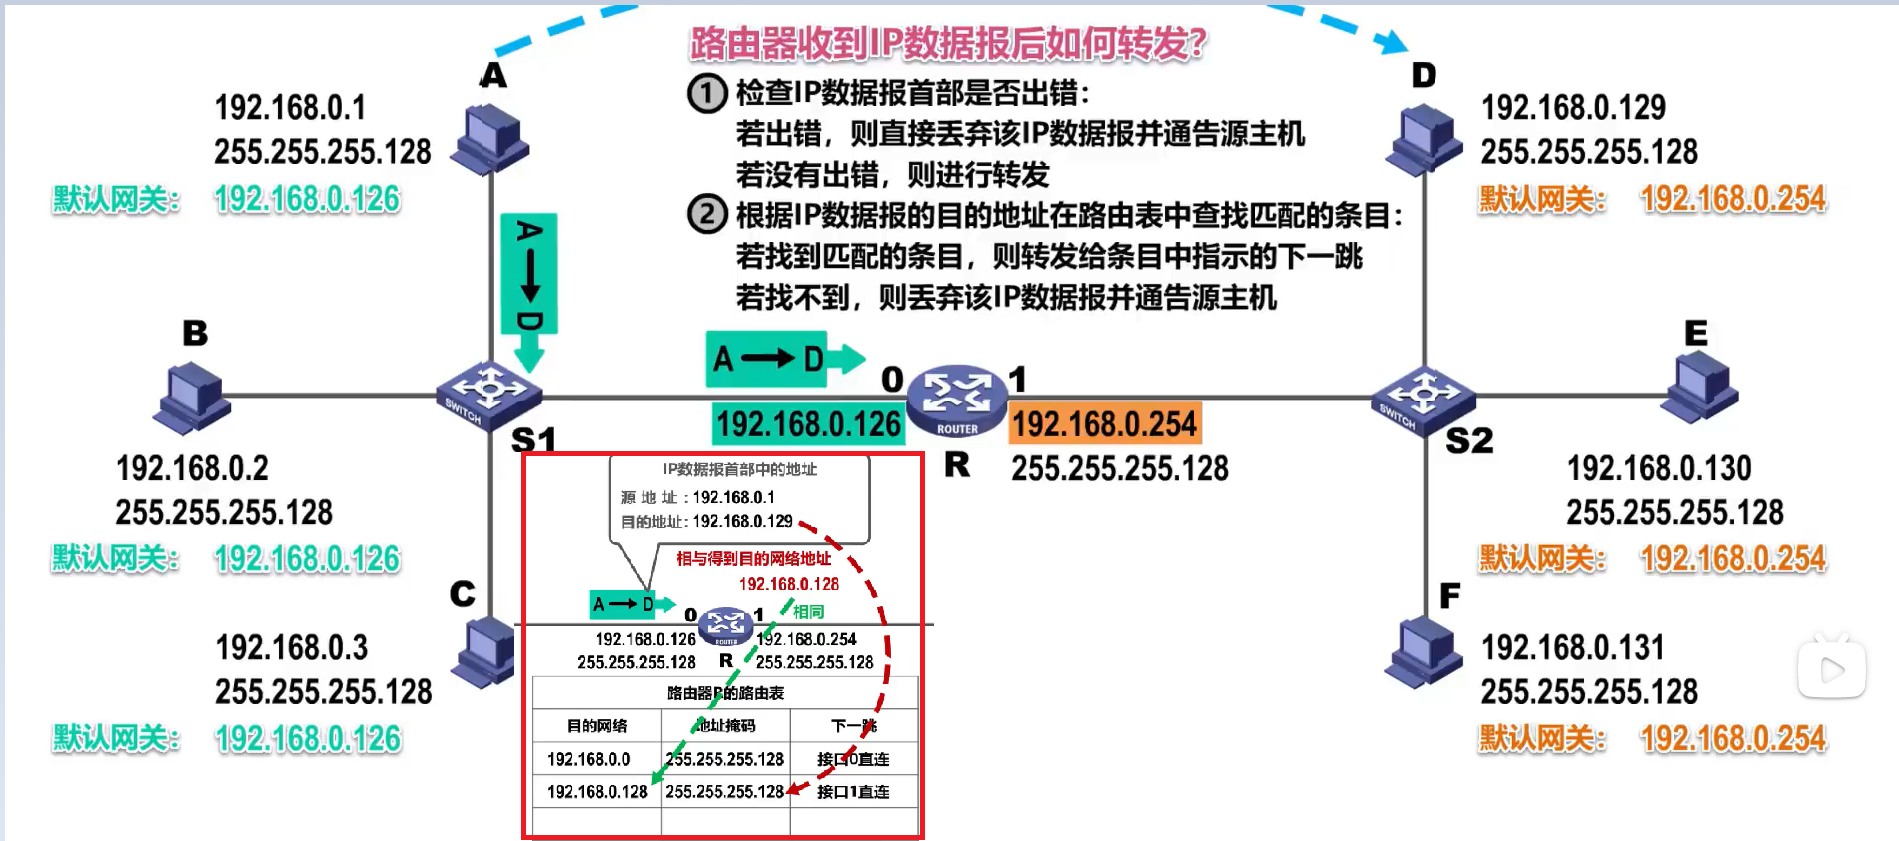 路由器收到IP数据报后如何转发?
① 检查IP数据报首部是否出错：
若出错，则直接丢弃该IP数据报并通告源主机
若没有出错，则进行转发
② 根据IP数据报的目的地址在路由表中查找匹配的条目：
若找到匹配的条目，则转发给条目中指示的下一跳
若找不到，则丢弃该IP数据报并通告源主机
A
192.168.0.1
255.255.255.128
默认网关： 192.168.0.126
A → D
B
192.168.0.2
255.255.255.128
默认网关： 192.168.0.126
C
192.168.0.3
255.255.255.128
默认网关： 192.168.0.126
SWITCH
S1
A → D
0
1
ROUTER
R
192.168.0.126
192.168.0.254
255.255.255.128
D
192.168.0.129
255.255.255.128
默认网关： 192.168.0.254
SWITCH
S2
E
192.168.0.130
255.255.255.128
默认网关： 192.168.0.254
F
192.168.0.131
255.255.255.128
默认网关： 192.168.0.254
IP数据报首部中的地址
源 地 址 : 192.168.0.1
目的地址: 192.168.0.129
相与得到目的网络地址
192.168.0.128
相同
A → D
0
1
ROUTER
192.168.0.126
192.168.0.254
255.255.255.128
R
255.255.255.128
路由器R的路由表
目的网络 地址掩码 下一跳
192.168.0.0 255.255.255.128 接口0直连
192.168.0.128 255.255.255.128 接口1直连